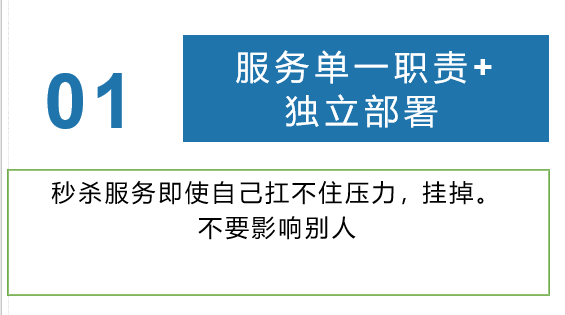 01
服务单一职责+
独立部署
秒杀服务即使自己扛不住压力，挂掉。
不要影响别人